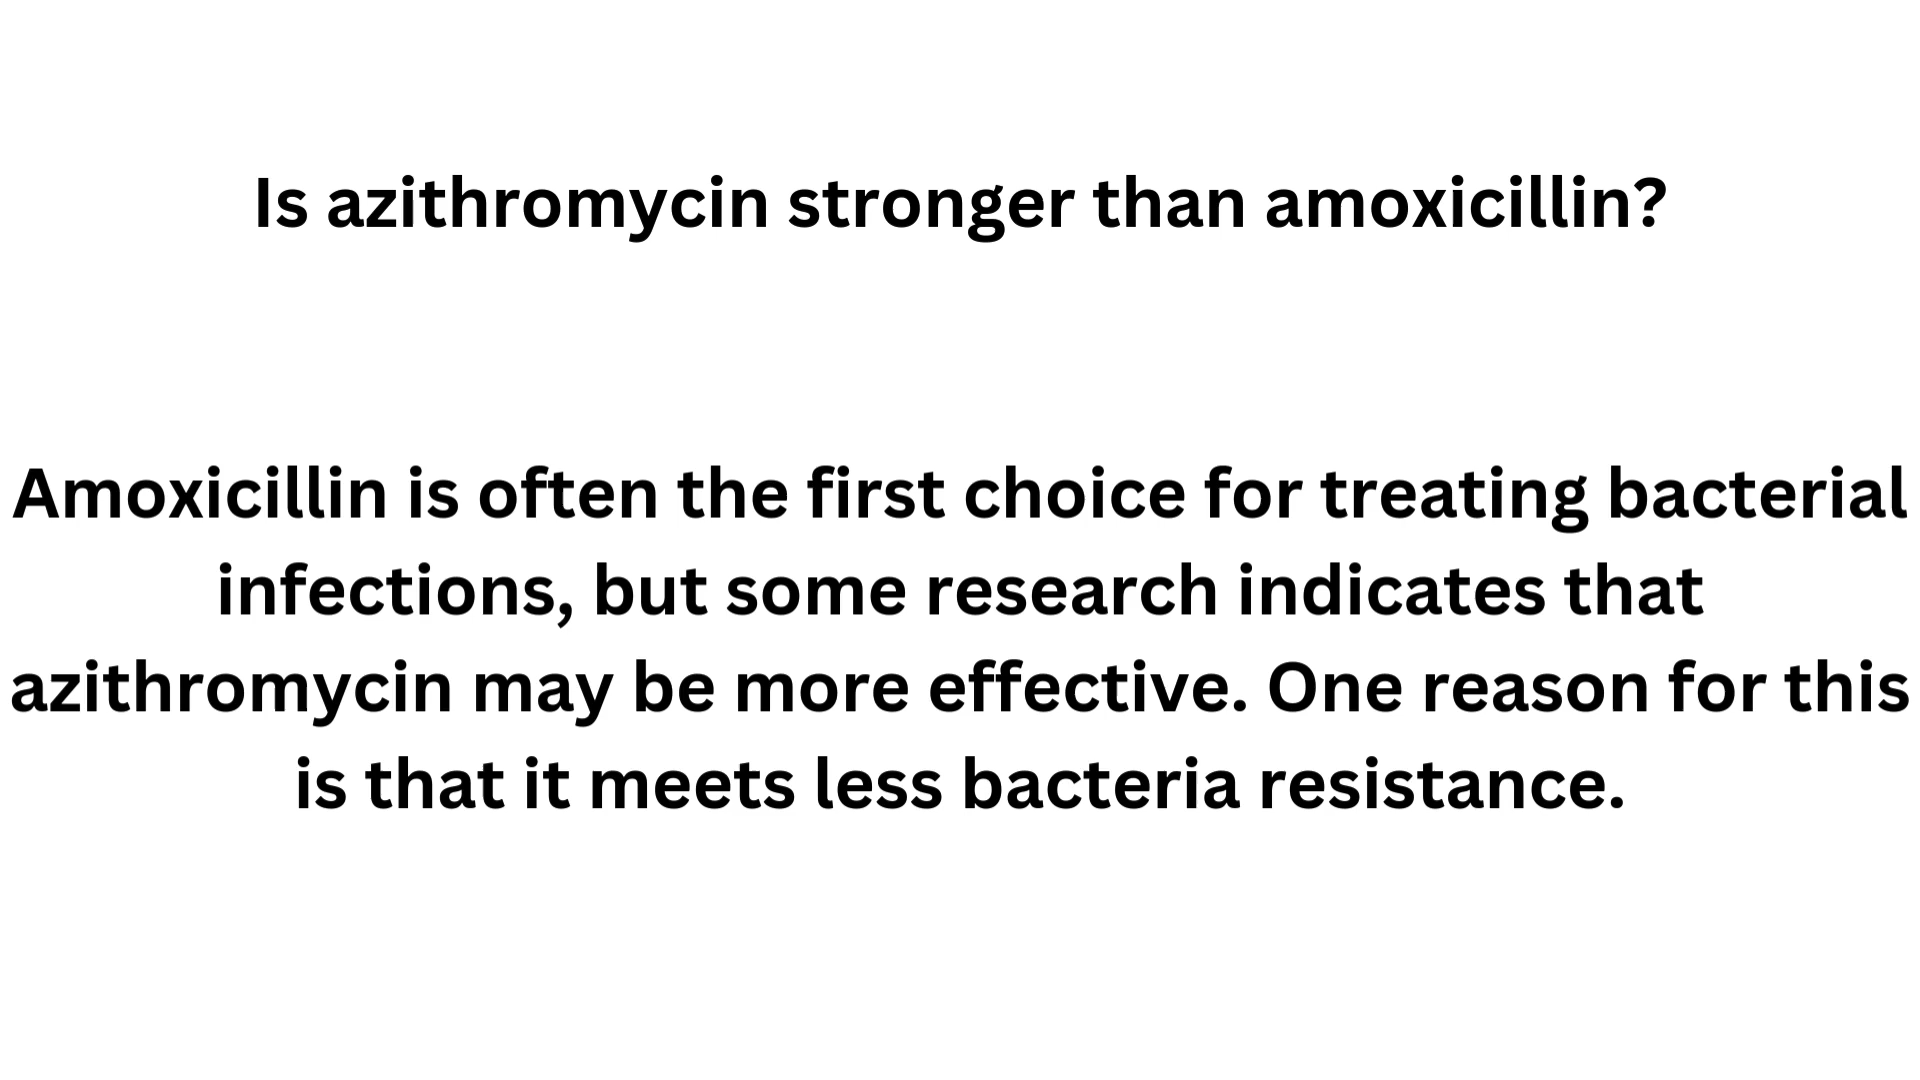 Is azithromycin stronger than amoxicillin?
Amoxicillin is often the first choice for treating bacterial
infections, but some research indicates that
azithromycin may be more effective. One reason for this
is that it meets less bacteria resistance.